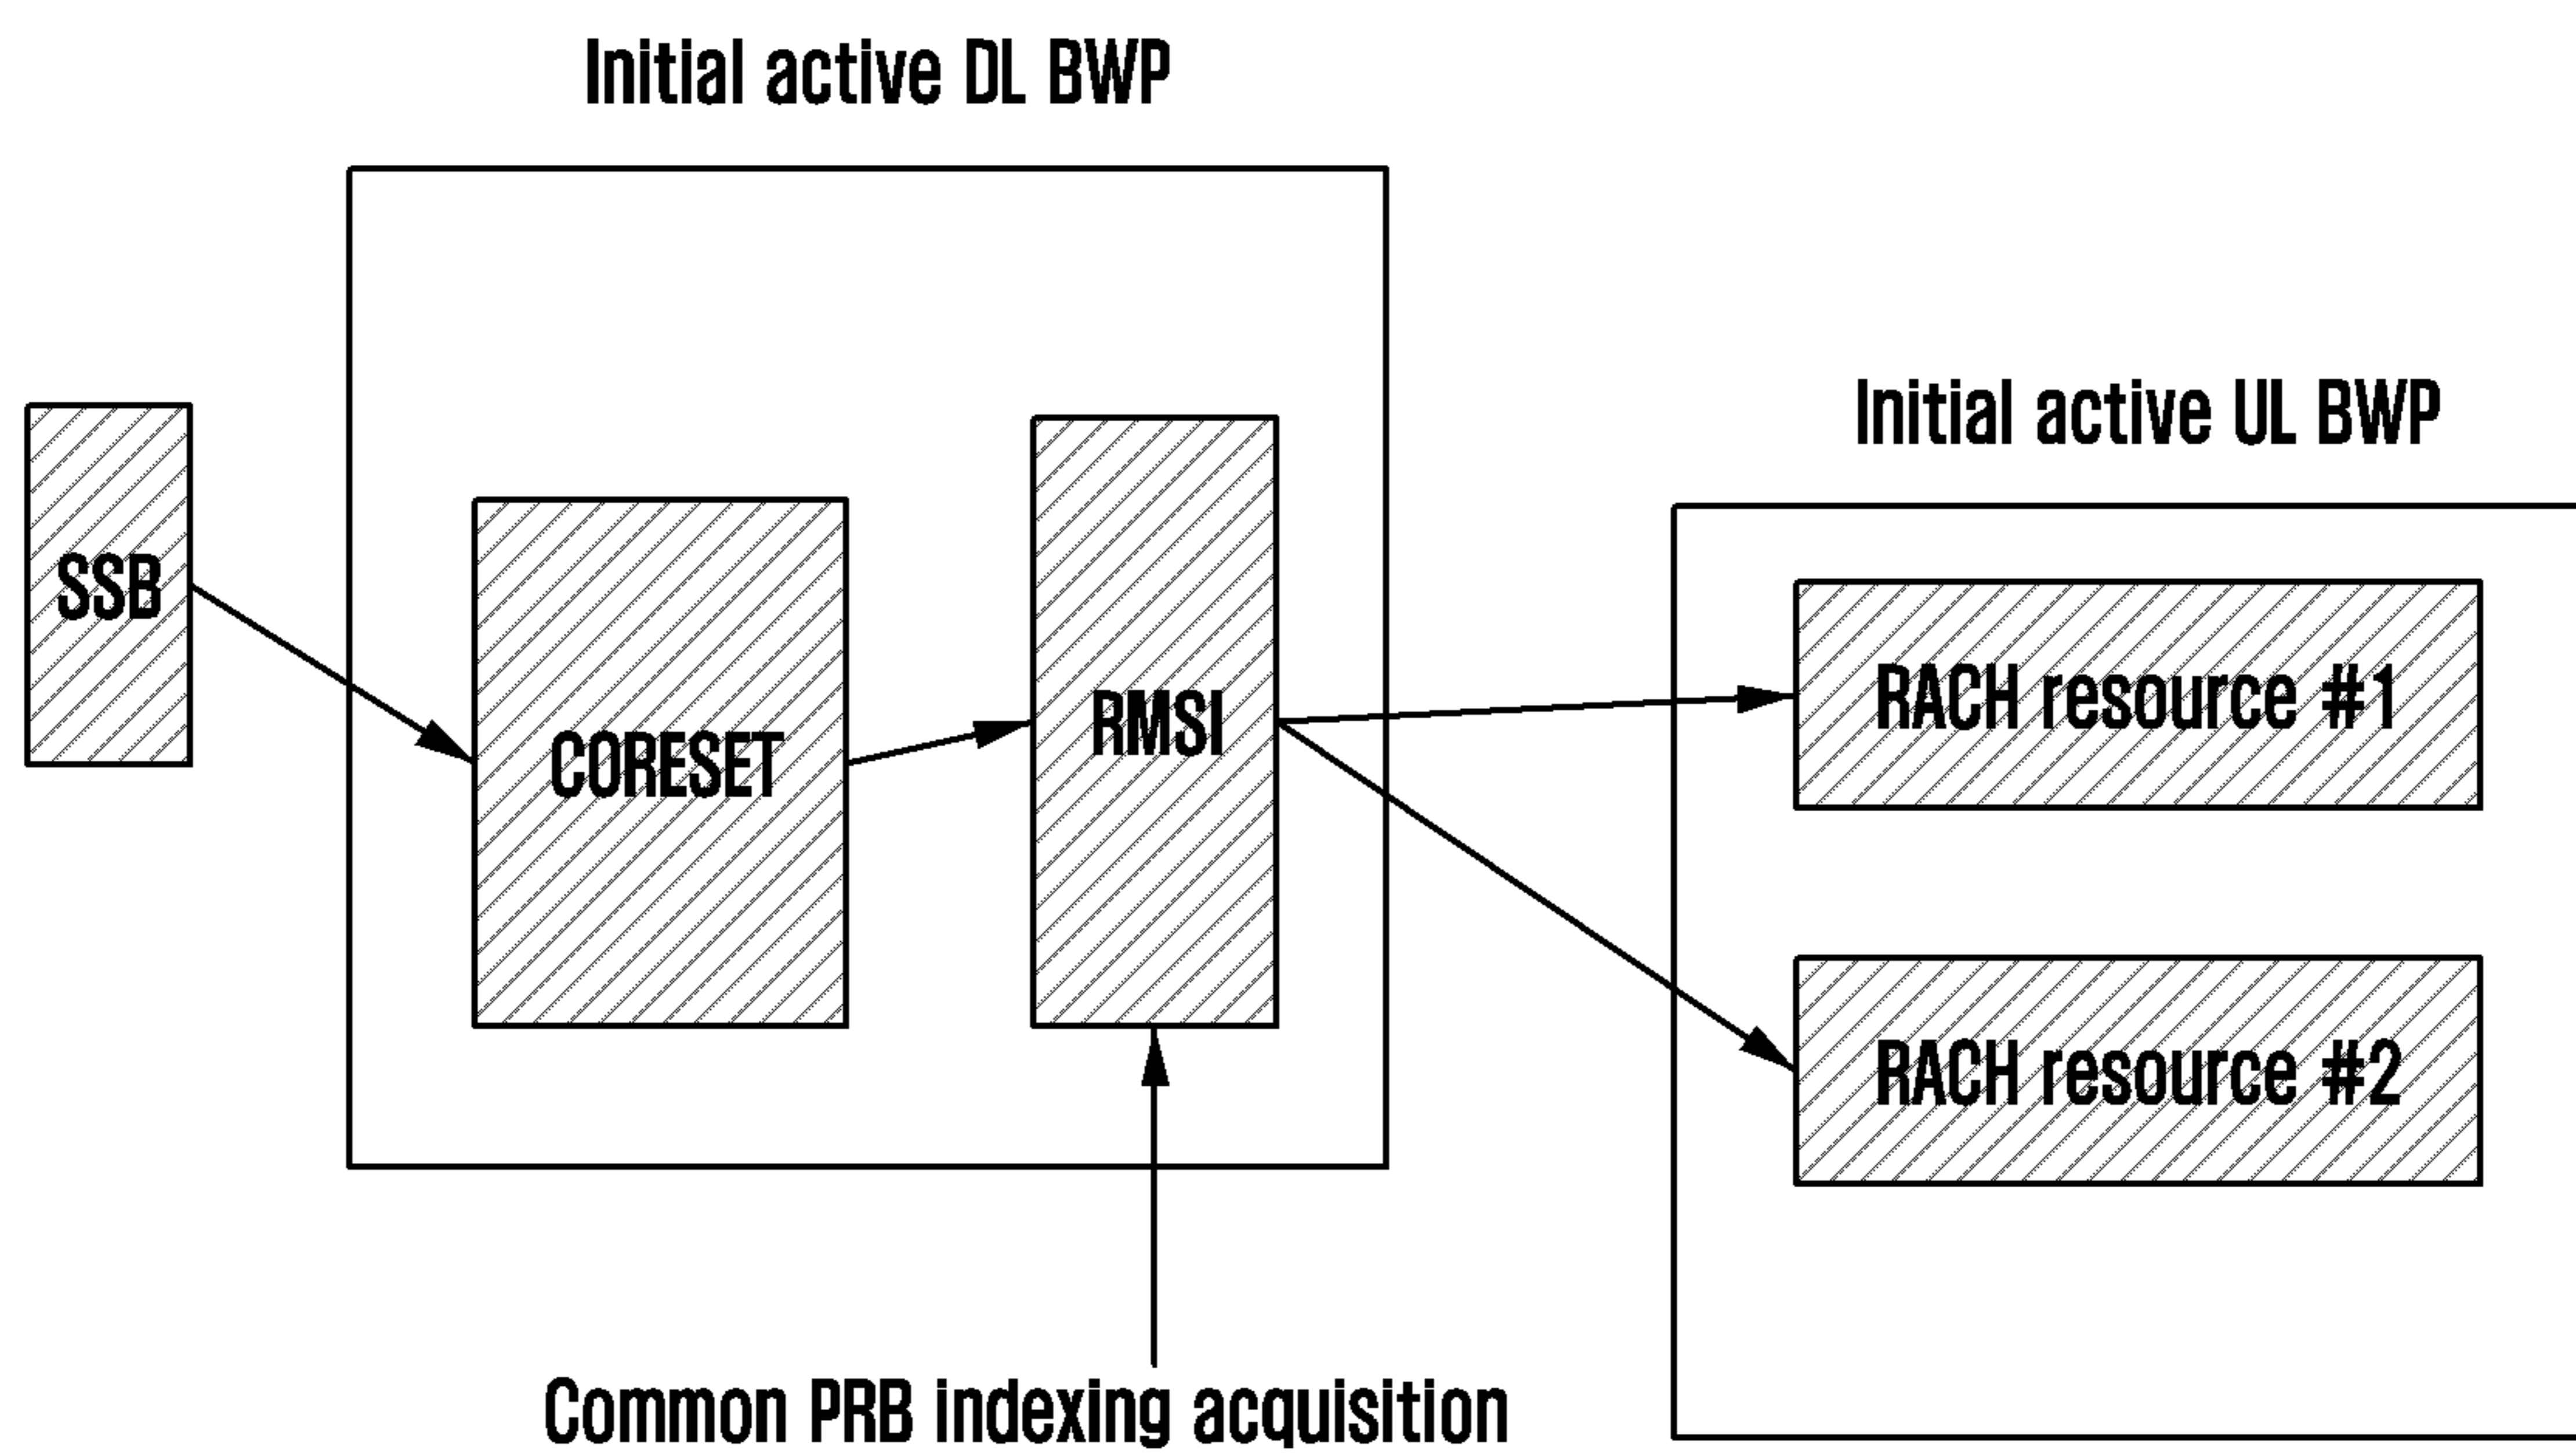 Initial active DL BWP
Initial active UL BWP
SSB
CORESET
RMSI
RACH resource #1
RACH resource #2
Common PRB indexing acquisition